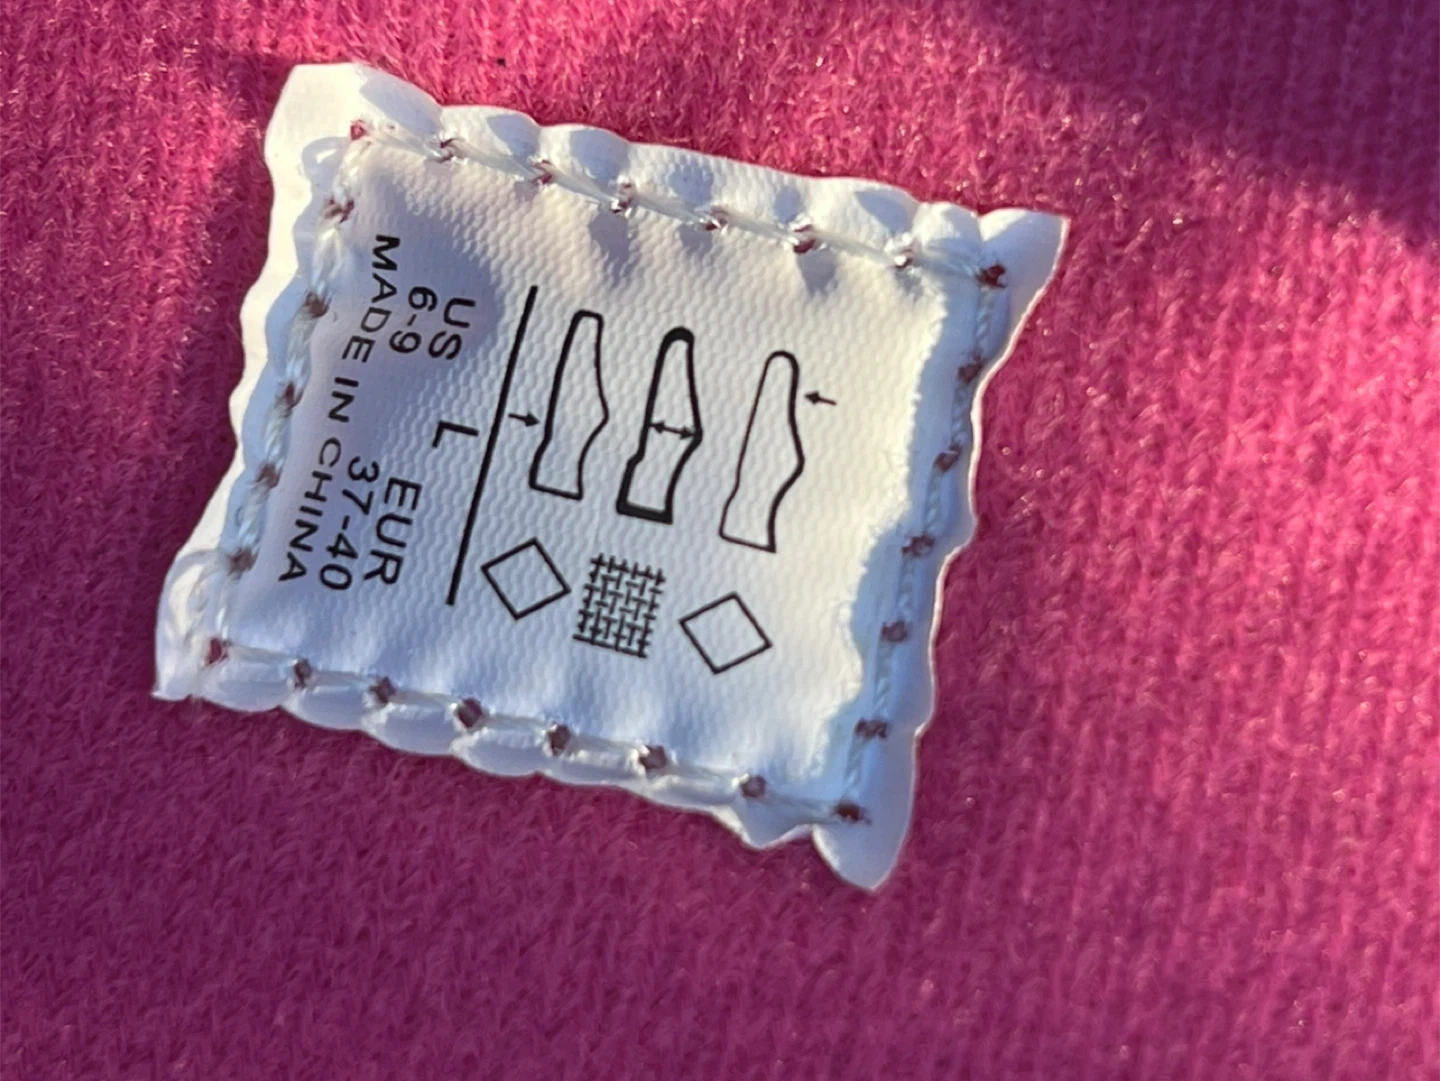 L
US EUR
6-9 37-40
MADE IN CHINA